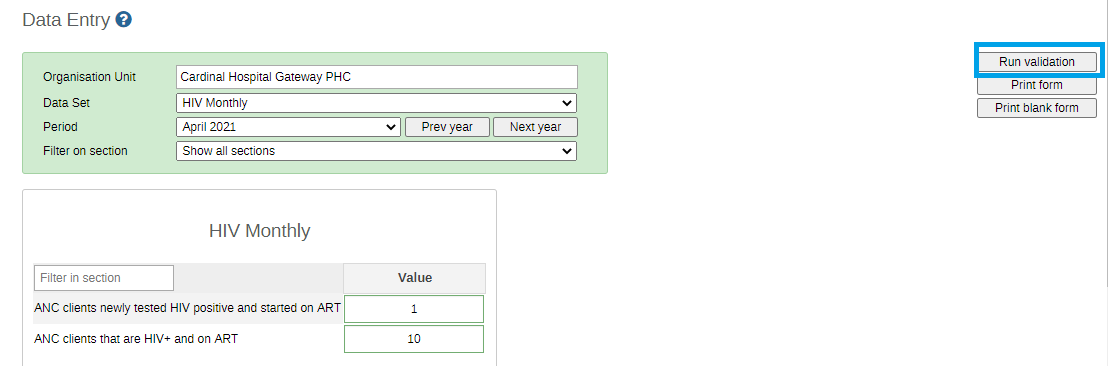 Data Entry ?
Organisation Unit Cardinal Hospital Gateway PHC
Run validation
Data Set HIV Monthly
Print form
Period April 2021 Prev year Next year
Print blank form
Filter on section Show all sections
HIV Monthly
Filter in section Value
ANC clients newly tested HIV positive and started on ART 1
ANC clients that are HIV+ and on ART 10